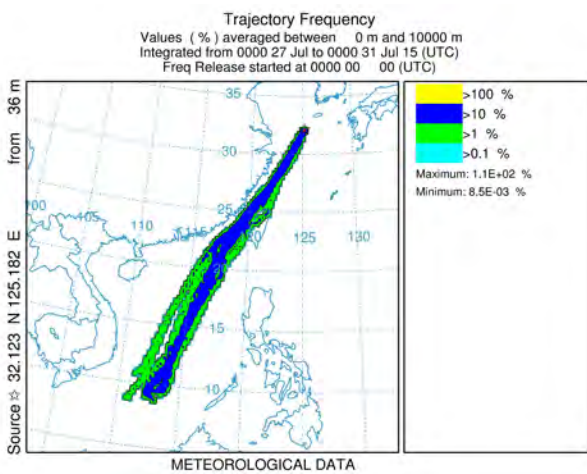 Trajectory Frequency
Values ( % ) averaged between 0 m and 10000 m
Integrated from 0000 27 Jul to 0000 31 Jul 15 (UTC)
Freq Release started at 0000 00 00 (UTC)
Source ☆ 32.123 N 125.182 E from 36 m
35
30
25
20
15
10
100
105
110
115
120
125
130
>100 %
>10 %
>1 %
>0.1 %
Maximum: 1.1E+02 %
Minimum: 8.5E-03 %
METEOROLOGICAL DATA